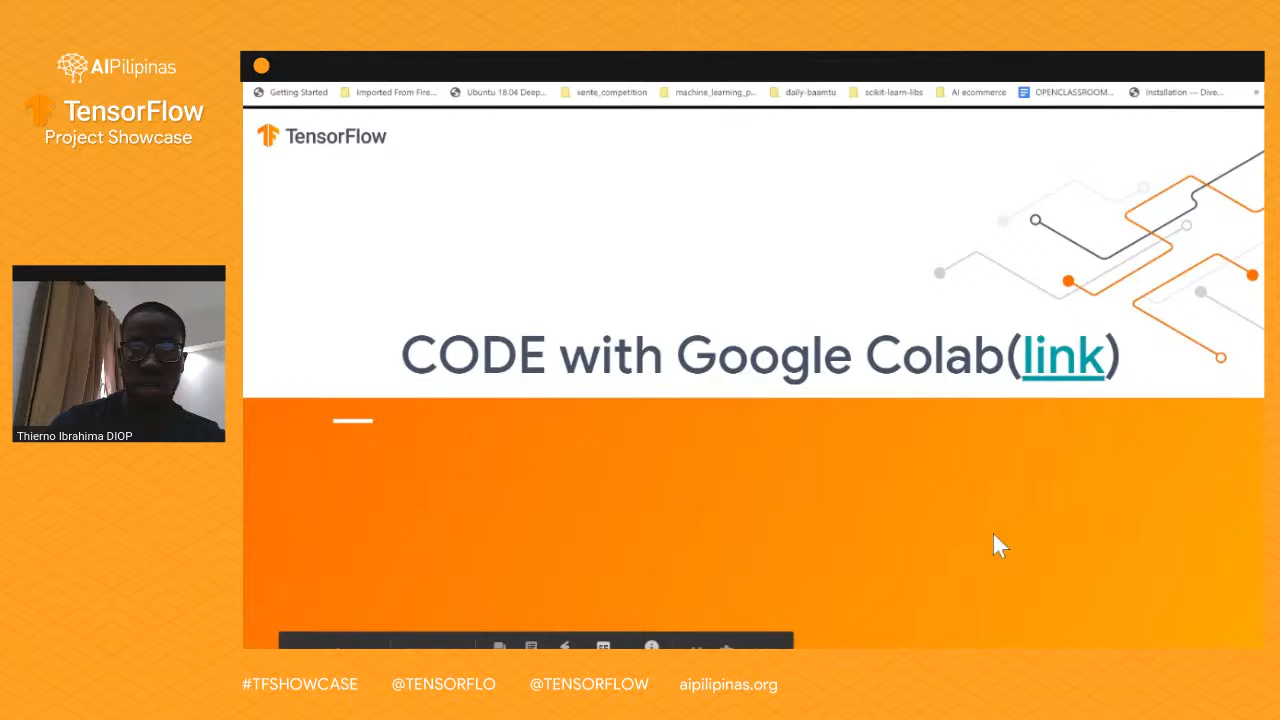 AIPilipinas
TensorFlow
Project Showcase
Getting Started
Imported From Fire...
Ubuntu 18.04 Deep...
xente_competition
machine_learning_p...
daily-baamtu
scikit-learn-libs
AI ecommerce
OPENCLASSROOM...
Installation — Dive...
»
TensorFlow
CODE with Google Colab(link)
Thierno Ibrahima DIOP
#TFSHOWCASE
@TENSORFLO
@TENSORFLOW
aipilipinas.org